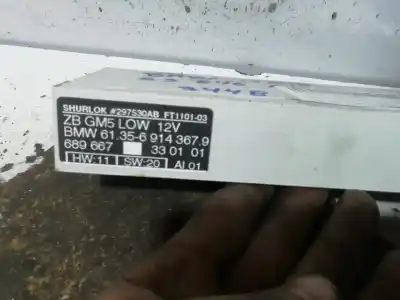 SHURLOK #297530AB FT1101-03
ZB GM5 LOW 12V
BMW 61.35-6 914 367.9
689 667 33 01 01
HW:11 SW:20 AI 01